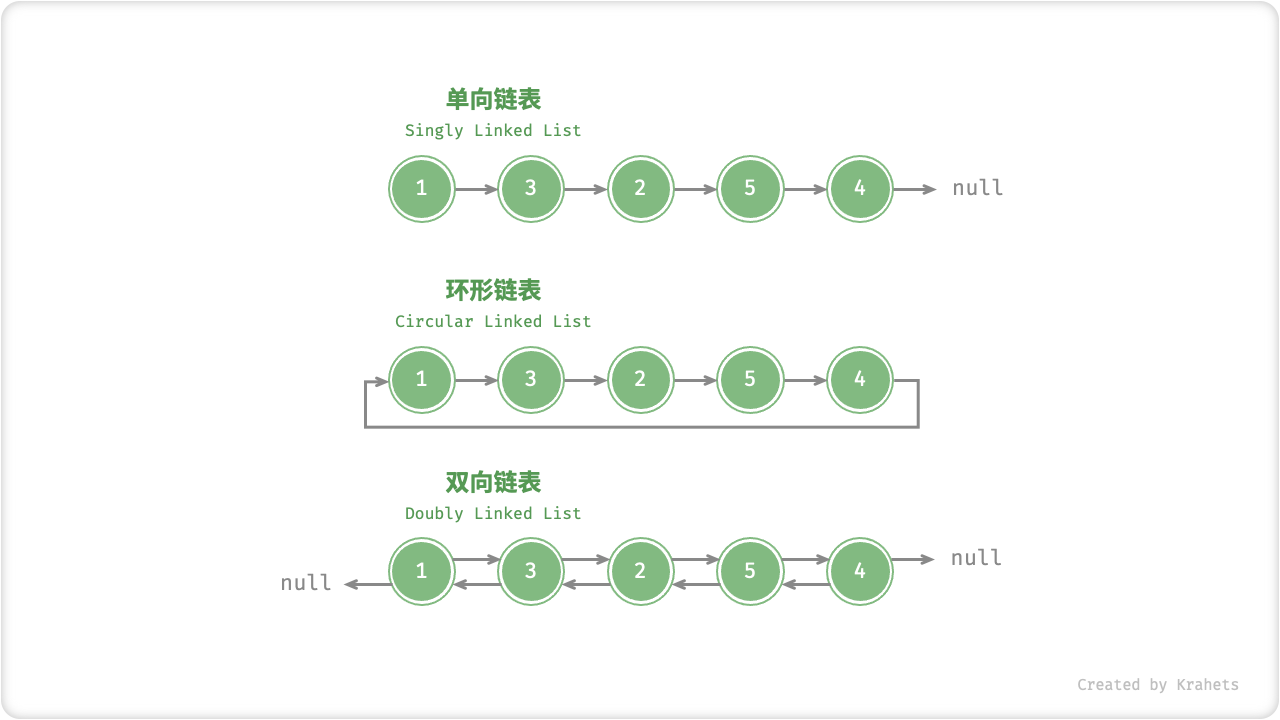 单向链表
Singly Linked List
1 3 2 5 4 null
环形链表
Circular Linked List
1 3 2 5 4
双向链表
Doubly Linked List
null 1 3 2 5 4 null
Created by Krahets